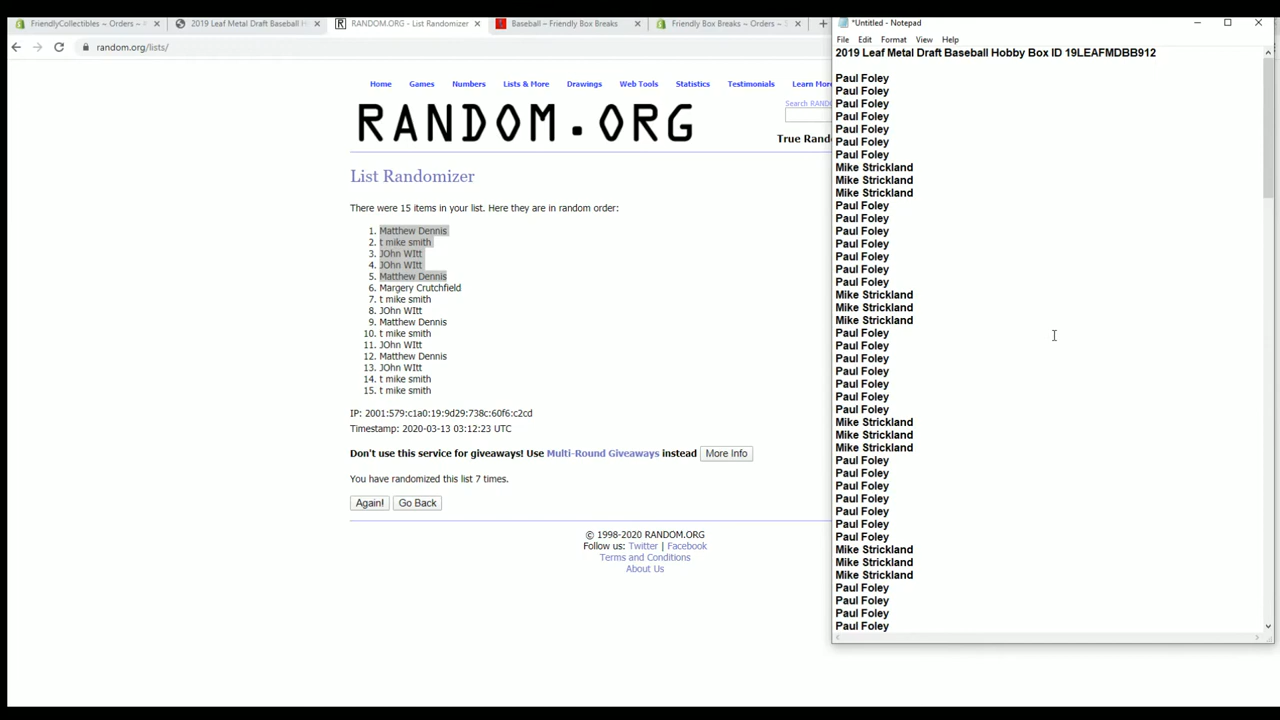 FriendlyCollectibles ~ Orders ~ ×
2019 Leaf Metal Draft Baseball H ×
RANDOM.ORG - List Randomizer ×
Baseball – Friendly Box Breaks ×
Friendly Box Breaks ~ Orders ~ ×
+
random.org/lists/
Home Games Numbers Lists & More Drawings Web Tools Statistics Testimonials Learn More
Search RAND
RANDOM.ORG
True Rand
List Randomizer
There were 15 items in your list. Here they are in random order:
1. Matthew Dennis
2. t mike smith
3. JOhn WItt
4. JOhn WItt
5. Matthew Dennis
6. Margery Crutchfield
7. t mike smith
8. JOhn WItt
9. Matthew Dennis
10. t mike smith
11. JOhn WItt
12. Matthew Dennis
13. JOhn WItt
14. t mike smith
15. t mike smith
IP: 2001:579:c1a0:19:9d29:738c:60f6:c2cd
Timestamp: 2020-03-13 03:12:23 UTC
Don't use this service for giveaways! Use Multi-Round Giveaways instead More Info
You have randomized this list 7 times.
Again! Go Back
© 1998-2020 RANDOM.ORG
Follow us: Twitter | Facebook
Terms and Conditions
About Us
*Untitled - Notepad
File Edit Format View Help
2019 Leaf Metal Draft Baseball Hobby Box ID 19LEAFMDBB912
Paul Foley
Paul Foley
Paul Foley
Paul Foley
Paul Foley
Paul Foley
Paul Foley
Mike Strickland
Mike Strickland
Mike Strickland
Paul Foley
Paul Foley
Paul Foley
Paul Foley
Paul Foley
Paul Foley
Paul Foley
Mike Strickland
Mike Strickland
Mike Strickland
Paul Foley
Paul Foley
Paul Foley
Paul Foley
Paul Foley
Paul Foley
Paul Foley
Mike Strickland
Mike Strickland
Mike Strickland
Paul Foley
Paul Foley
Paul Foley
Paul Foley
Paul Foley
Paul Foley
Paul Foley
Mike Strickland
Mike Strickland
Mike Strickland
Paul Foley
Paul Foley
Paul Foley
Paul Foley